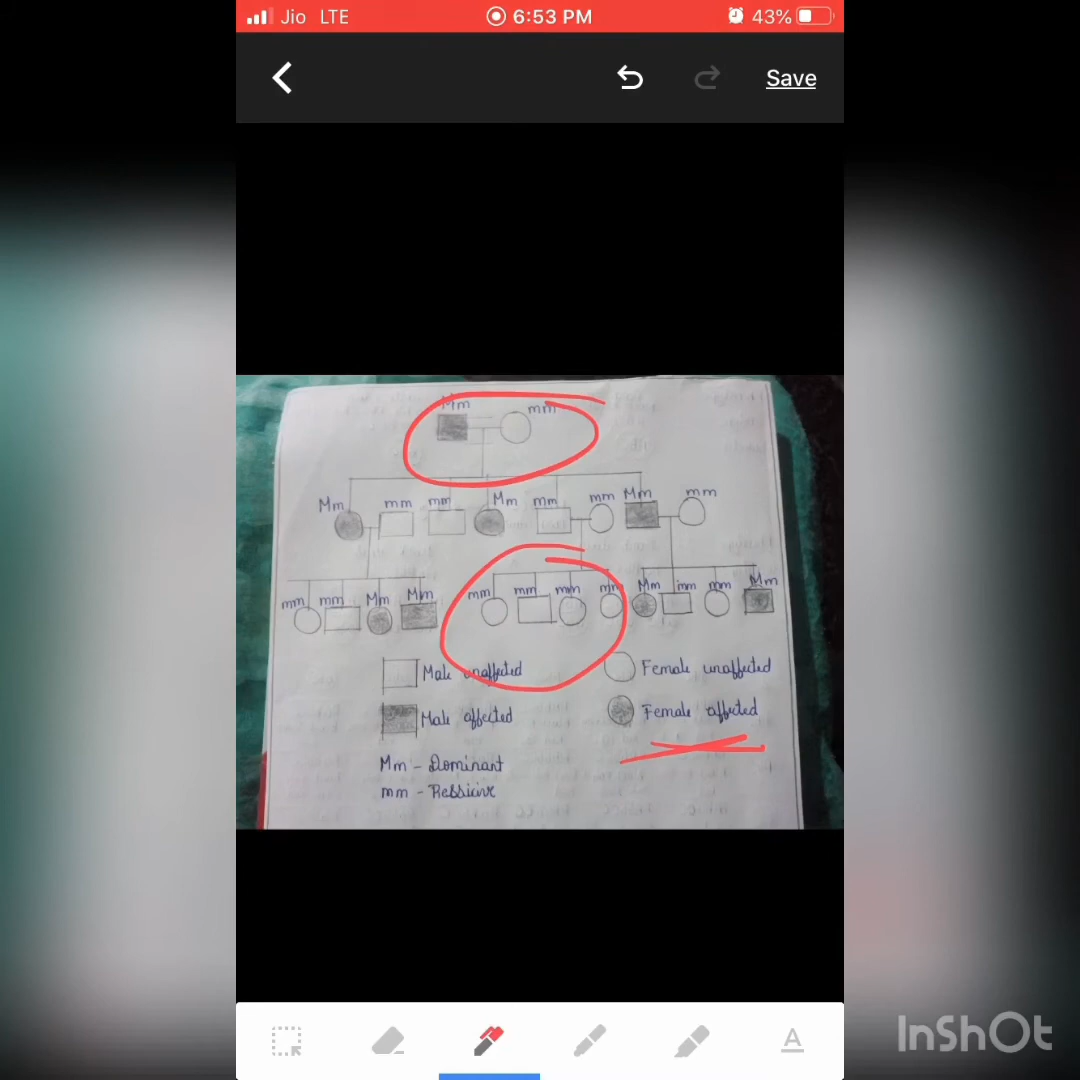 Jio LTE 6:53 PM 43%
Save
Mm mm
Mm mm mm Mm mm mm Mm mm
mm mm Mm Mm mm mm mm mm Mm mm mm Mm
Male unaffected Female unaffected
Male affected Female affected
Mm - Dominant
mm - Ressicive
A
InShOt